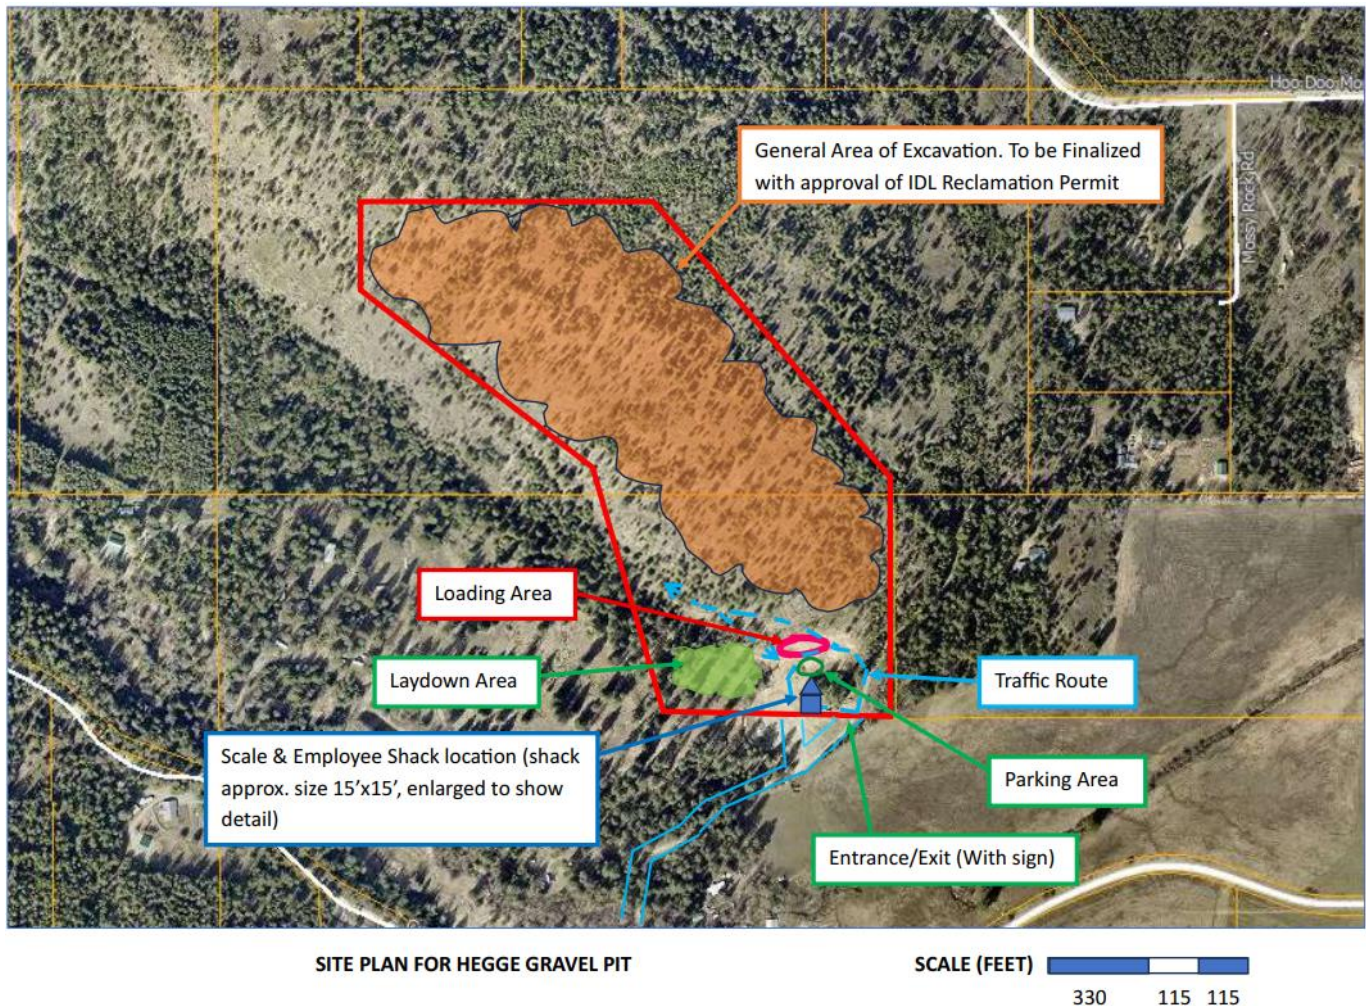 Hoo Doo Mo
Mossy Rock Rd
General Area of Excavation. To be Finalized
with approval of IDL Reclamation Permit
Loading Area
Laydown Area
Traffic Route
Scale & Employee Shack location (shack
approx. size 15’x15’, enlarged to show
detail)
Parking Area
Entrance/Exit (With sign)
SITE PLAN FOR HEGGE GRAVEL PIT
SCALE (FEET)
330 115 115